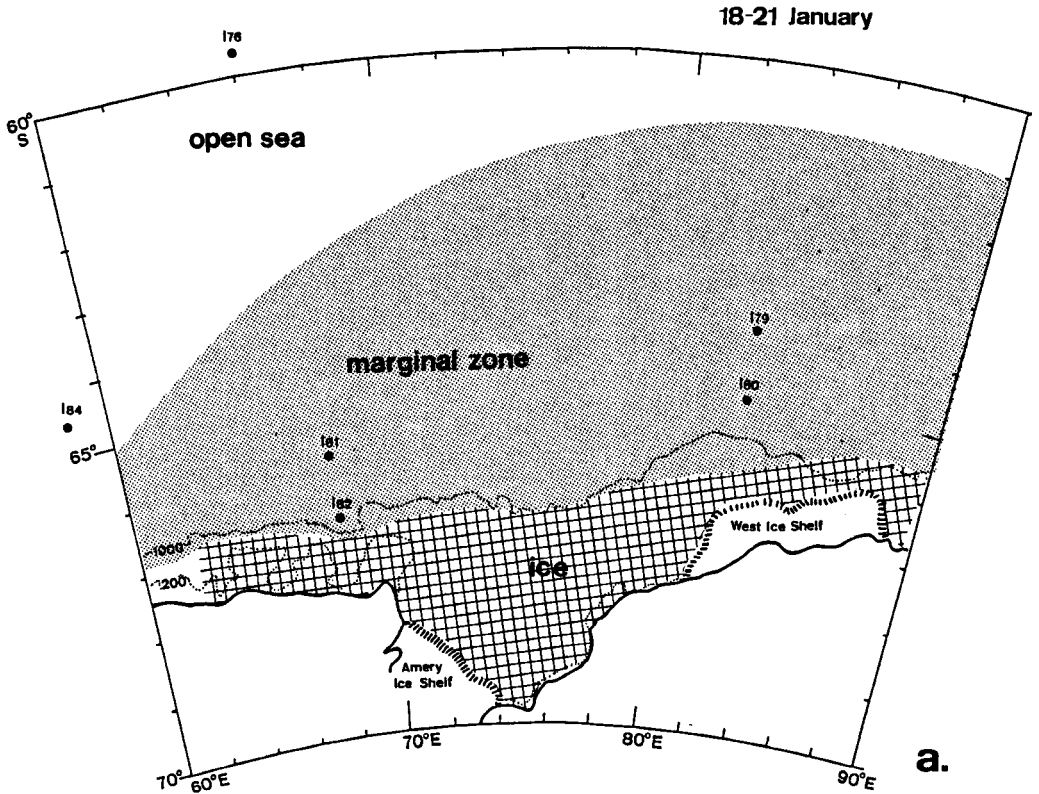 18-21 January
I76
60°
S
open sea
I79
marginal zone
I80
I84
I81
65°
I82
1000
West Ice Shelf
ice
200
Amery
Ice Shelf
70°E
80°E
a.
70°
60°E
90°E